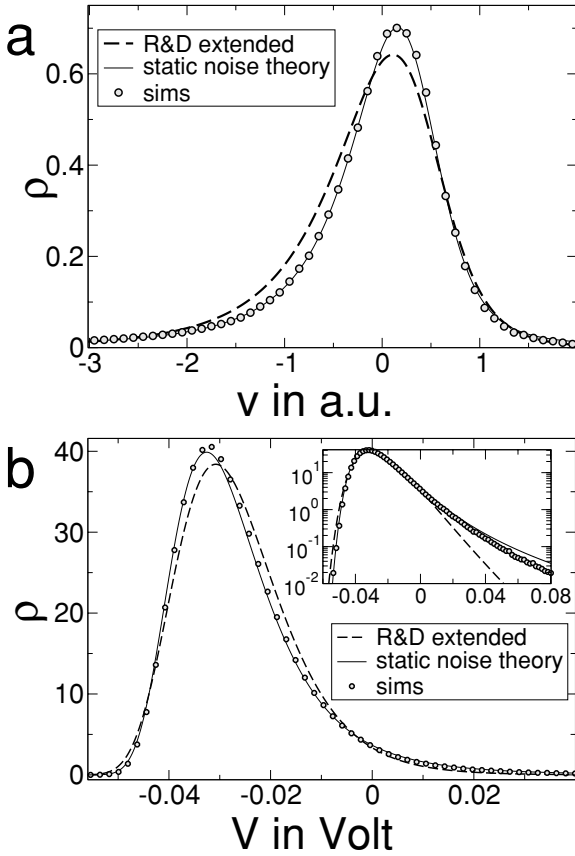 a
R&D extended
static noise theory
sims
0.6
0.4
0.2
0
ρ
-3 -2 -1 0 1
v in a.u.
b
40
30
20
10
0
ρ
10^1
10^0
10^-1
10^-2
-0.04 0 0.04 0.08
R&D extended
static noise theory
sims
-0.04 -0.02 0 0.02
V in Volt